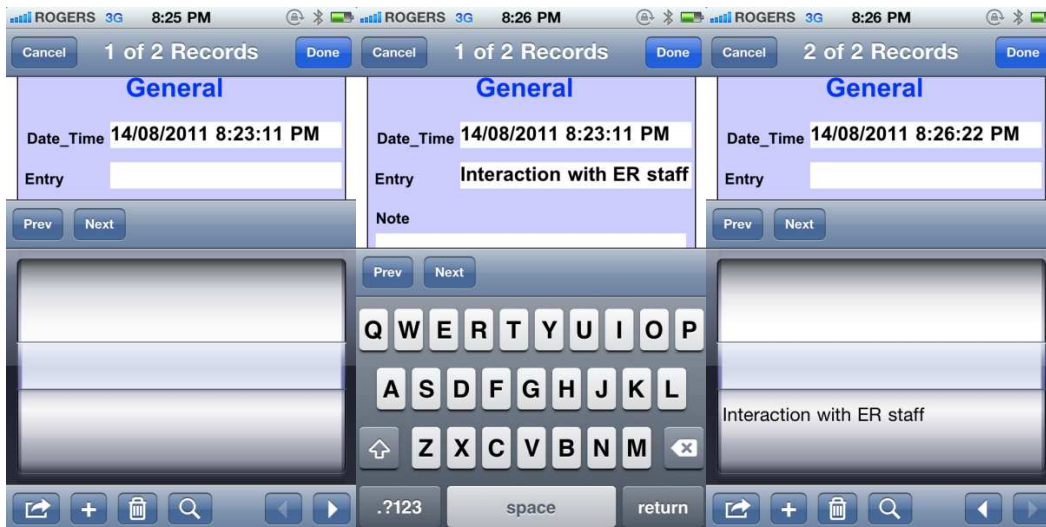 ROGERS 3G 8:25 PM
Cancel 1 of 2 Records Done
General
Date_Time 14/08/2011 8:23:11 PM
Entry
Prev Next
ROGERS 3G 8:26 PM
Cancel 1 of 2 Records Done
General
Date_Time 14/08/2011 8:23:11 PM
Entry Interaction with ER staff
Note
Prev Next
Q W E R T Y U I O P
A S D F G H J K L
Z X C V B N M
.?123 space return
ROGERS 3G 8:26 PM
Cancel 2 of 2 Records Done
General
Date_Time 14/08/2011 8:26:22 PM
Entry
Prev Next
Interaction with ER staff